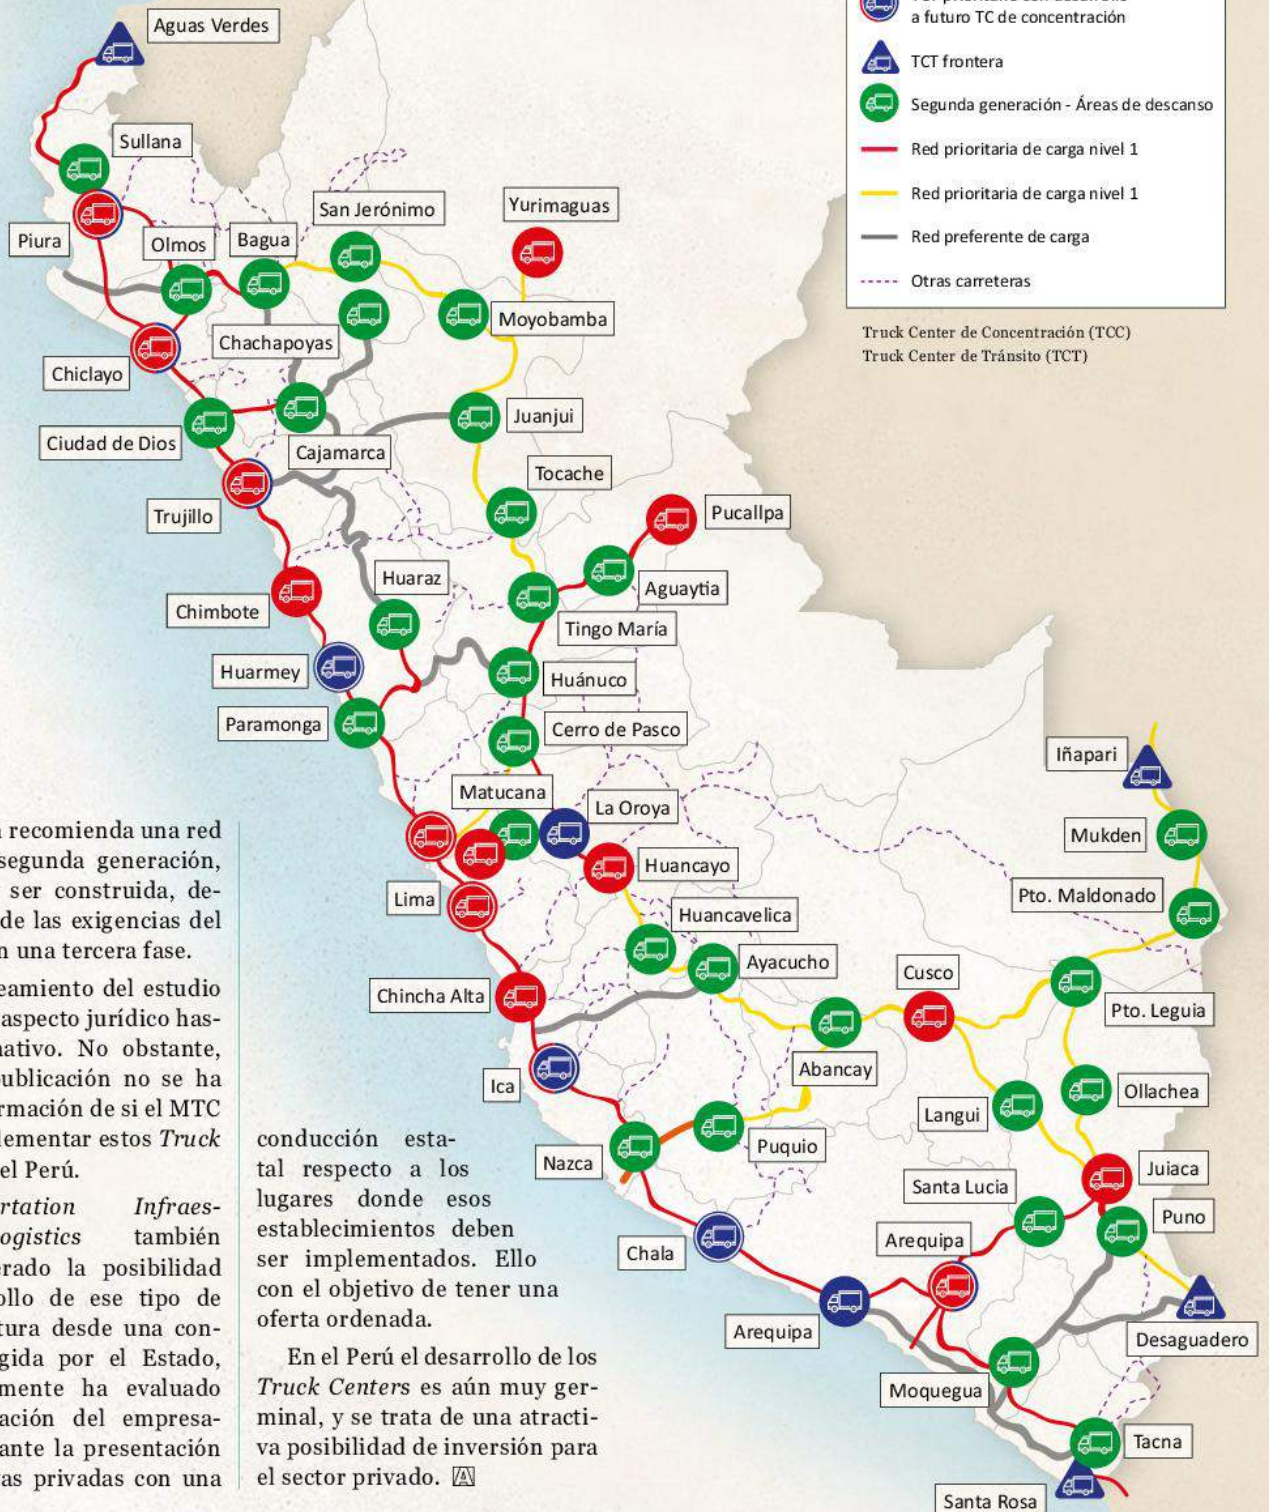 Aguas Verdes
Sullana
Piura
Olmos
Bagua
San Jerónimo
Yurimaguas
Moyobamba
Chachapoyas
Chiclayo
Ciudad de Dios
Cajamarca
Juanjui
Trujillo
Tocache
Pucallpa
Aguaytia
Huaraz
Chimbote
Tingo María
Huarmey
Huánuco
Paramonga
Cerro de Pasco
Matucana
La Oroya
Huancayo
Lima
Huancavelica
Chincha Alta
Ayacucho
Cusco
Iñapari
Mukden
Pto. Maldonado
Pto. Leguia
Abancay
Ica
Langui
Ollachea
Nazca
Puquio
Juiaca
Santa Lucia
Puno
Chala
Arequipa
Arequipa
Desaguadero
Moquegua
Tacna
Santa Rosa
a futuro TC de concentración
TCT frontera
Segunda generación - Áreas de descanso
Red prioritaria de carga nivel 1
Red prioritaria de carga nivel 1
Red preferente de carga
Otras carreteras
Truck Center de Concentración (TCC)
Truck Center de Tránsito (TCT)
recomienda una red
segunda generación,
ser construida, de-
de las exigencias del
n una tercera fase.
eamiento del estudio
aspecto jurídico has-
nativo. No obstante,
publicación no se ha
rmación de si el MTC
lementar estos Truck
el Perú.
rtation Infraes-
ogistics también
erado la posibilidad
ollo de ese tipo de
tura desde una con-
gida por el Estado,
mente ha evaluado
ación del empresa-
ante la presentación
as privadas con una
conducción esta-
tal respecto a los
lugares donde esos
establecimientos deben
ser implementados. Ello
con el objetivo de tener una
oferta ordenada.
En el Perú el desarrollo de los
Truck Centers es aún muy ger-
minal, y se trata de una atracti-
va posibilidad de inversión para
el sector privado.